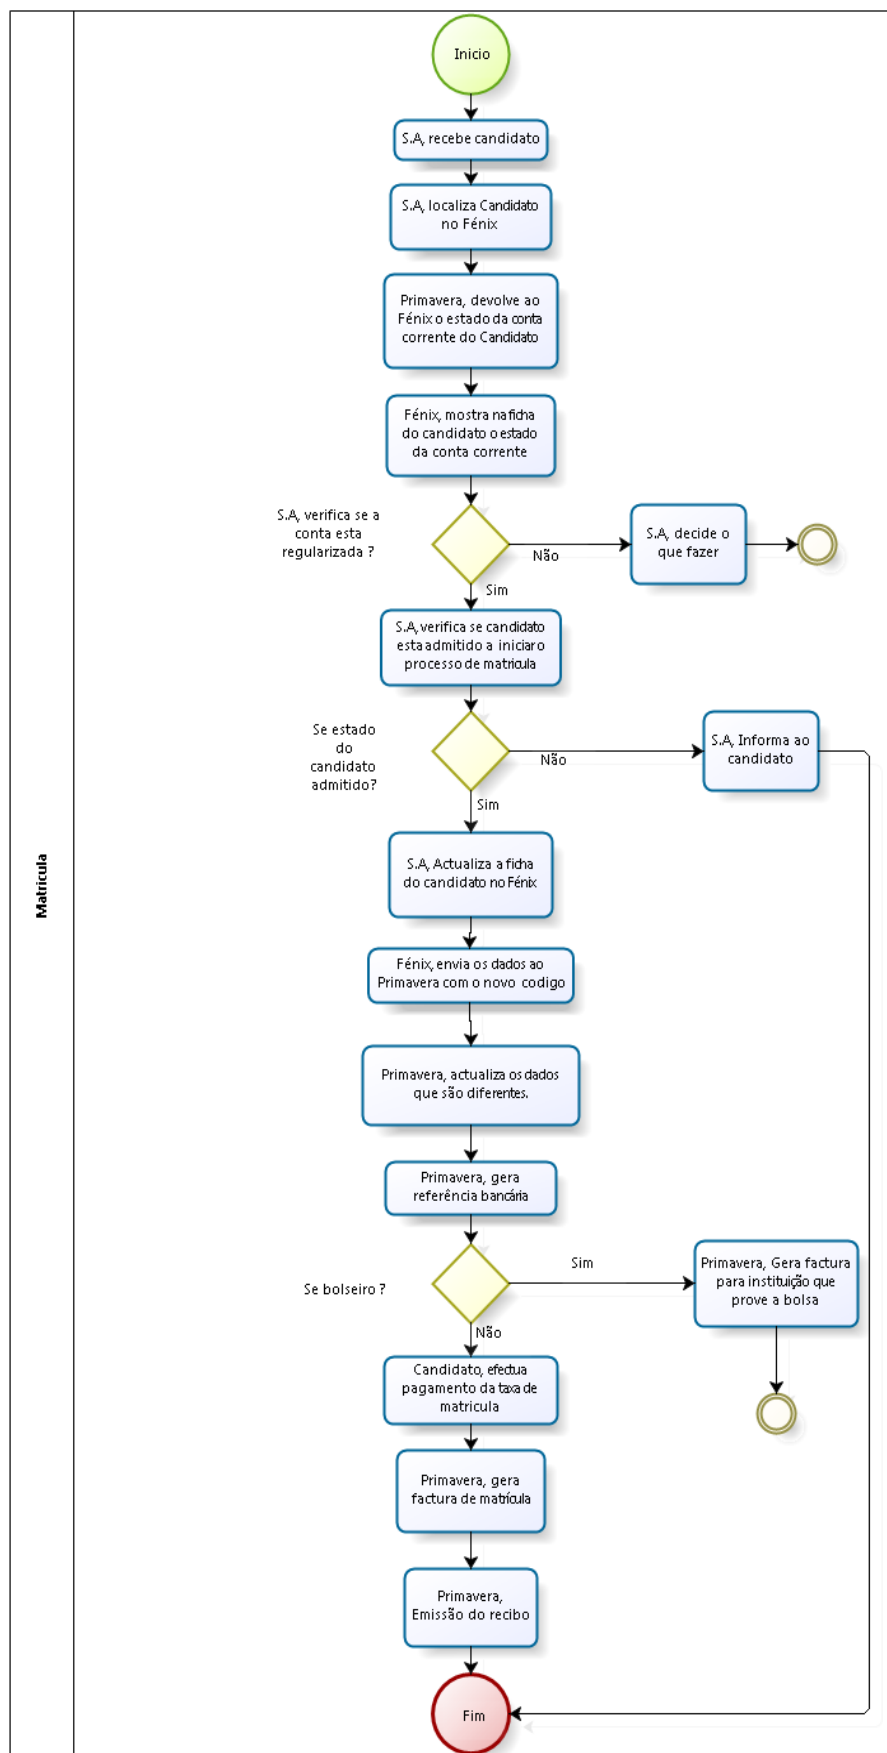 Matricula
Inicio
S.A, recebe candidato
S.A, localiza Candidato
no Fénix
Primavera, devolve ao
Fénix o estado da conta
corrente do Candidato
Fénix, mostra na ficha
do candidato o estado
da conta corrente
S.A, verifica se a
conta esta
regularizada ?
Não
S.A, decide o
que fazer
Sim
S.A, verifica se candidato
esta admitido a iniciar o
processo de matricula
Se estado
do
candidato
admitido?
Não
S.A, Informa ao
candidato
Sim
S.A, Actualiza a ficha
do candidato no Fénix
Fénix, envia os dados ao
Primavera com o novo codigo
Primavera, actualiza os dados
que são diferentes.
Primavera, gera
referência bancária
Se bolseiro ?
Sim
Primavera, Gera factura
para instituição que
prove a bolsa
Não
Candidato, efectua
pagamento da taxa de
matricula
Primavera, gera
factura de matrícula
Primavera,
Emissão do recibo
Fim